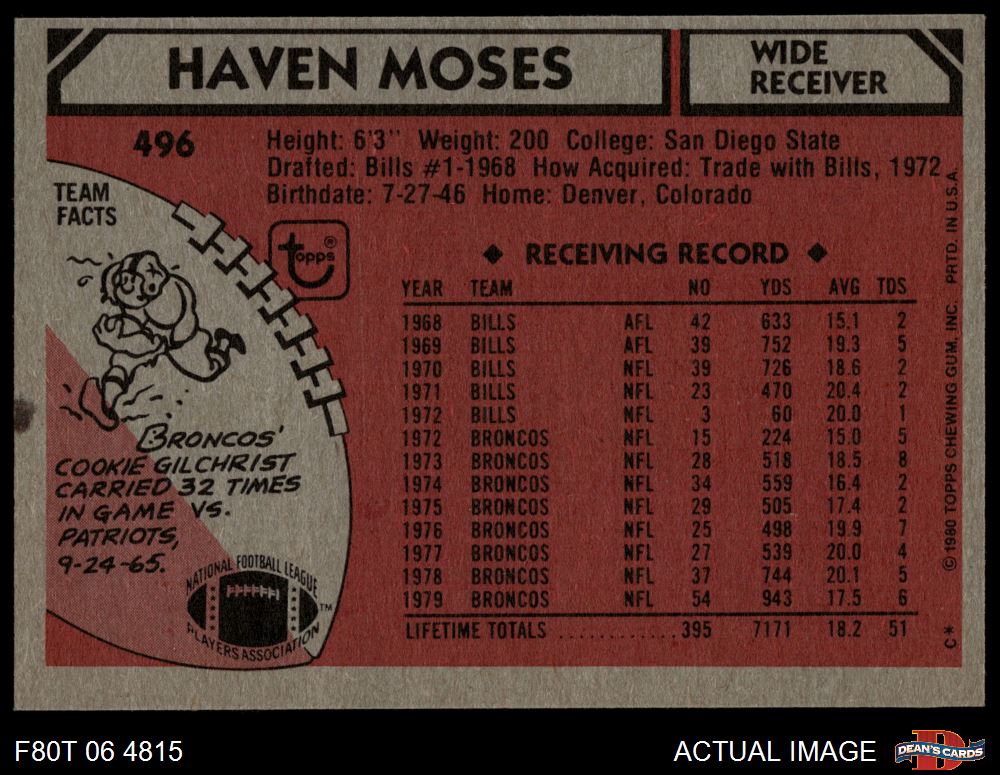 HAVEN MOSES
WIDE
RECEIVER
496
Height: 6'3" Weight: 200 College: San Diego State
Drafted: Bills #1-1968 How Acquired: Trade with Bills, 1972
Birthdate: 7-27-46 Home: Denver, Colorado
TEAM
FACTS
topps®
◆ RECEIVING RECORD ◆
YEAR TEAM NO YDS AVG TDS
1968 BILLS AFL 42 633 15.1 2
1969 BILLS AFL 39 752 19.3 5
1970 BILLS NFL 39 726 18.6 2
1971 BILLS NFL 23 470 20.4 2
1972 BILLS NFL 3 60 20.0 1
1972 BRONCOS NFL 15 224 15.0 5
1973 BRONCOS NFL 28 518 18.5 8
1974 BRONCOS NFL 34 559 16.4 2
1975 BRONCOS NFL 29 505 17.4 2
1976 BRONCOS NFL 25 498 19.9 7
1977 BRONCOS NFL 27 539 20.0 4
1978 BRONCOS NFL 37 744 20.1 5
1979 BRONCOS NFL 54 943 17.5 6
LIFETIME TOTALS ............ 395 7171 18.2 51
BRONCOS'
COOKIE GILCHRIST
CARRIED 32 TIMES
IN GAME VS.
PATRIOTS,
9-24-65.
NATIONAL FOOTBALL LEAGUE
PLAYERS ASSOCIATION
TM
C* © 1980 TOPPS CHEWING GUM, INC. PRTD. IN U.S.A.
F80T 06 4815
ACTUAL IMAGE
DEAN'S CARDS